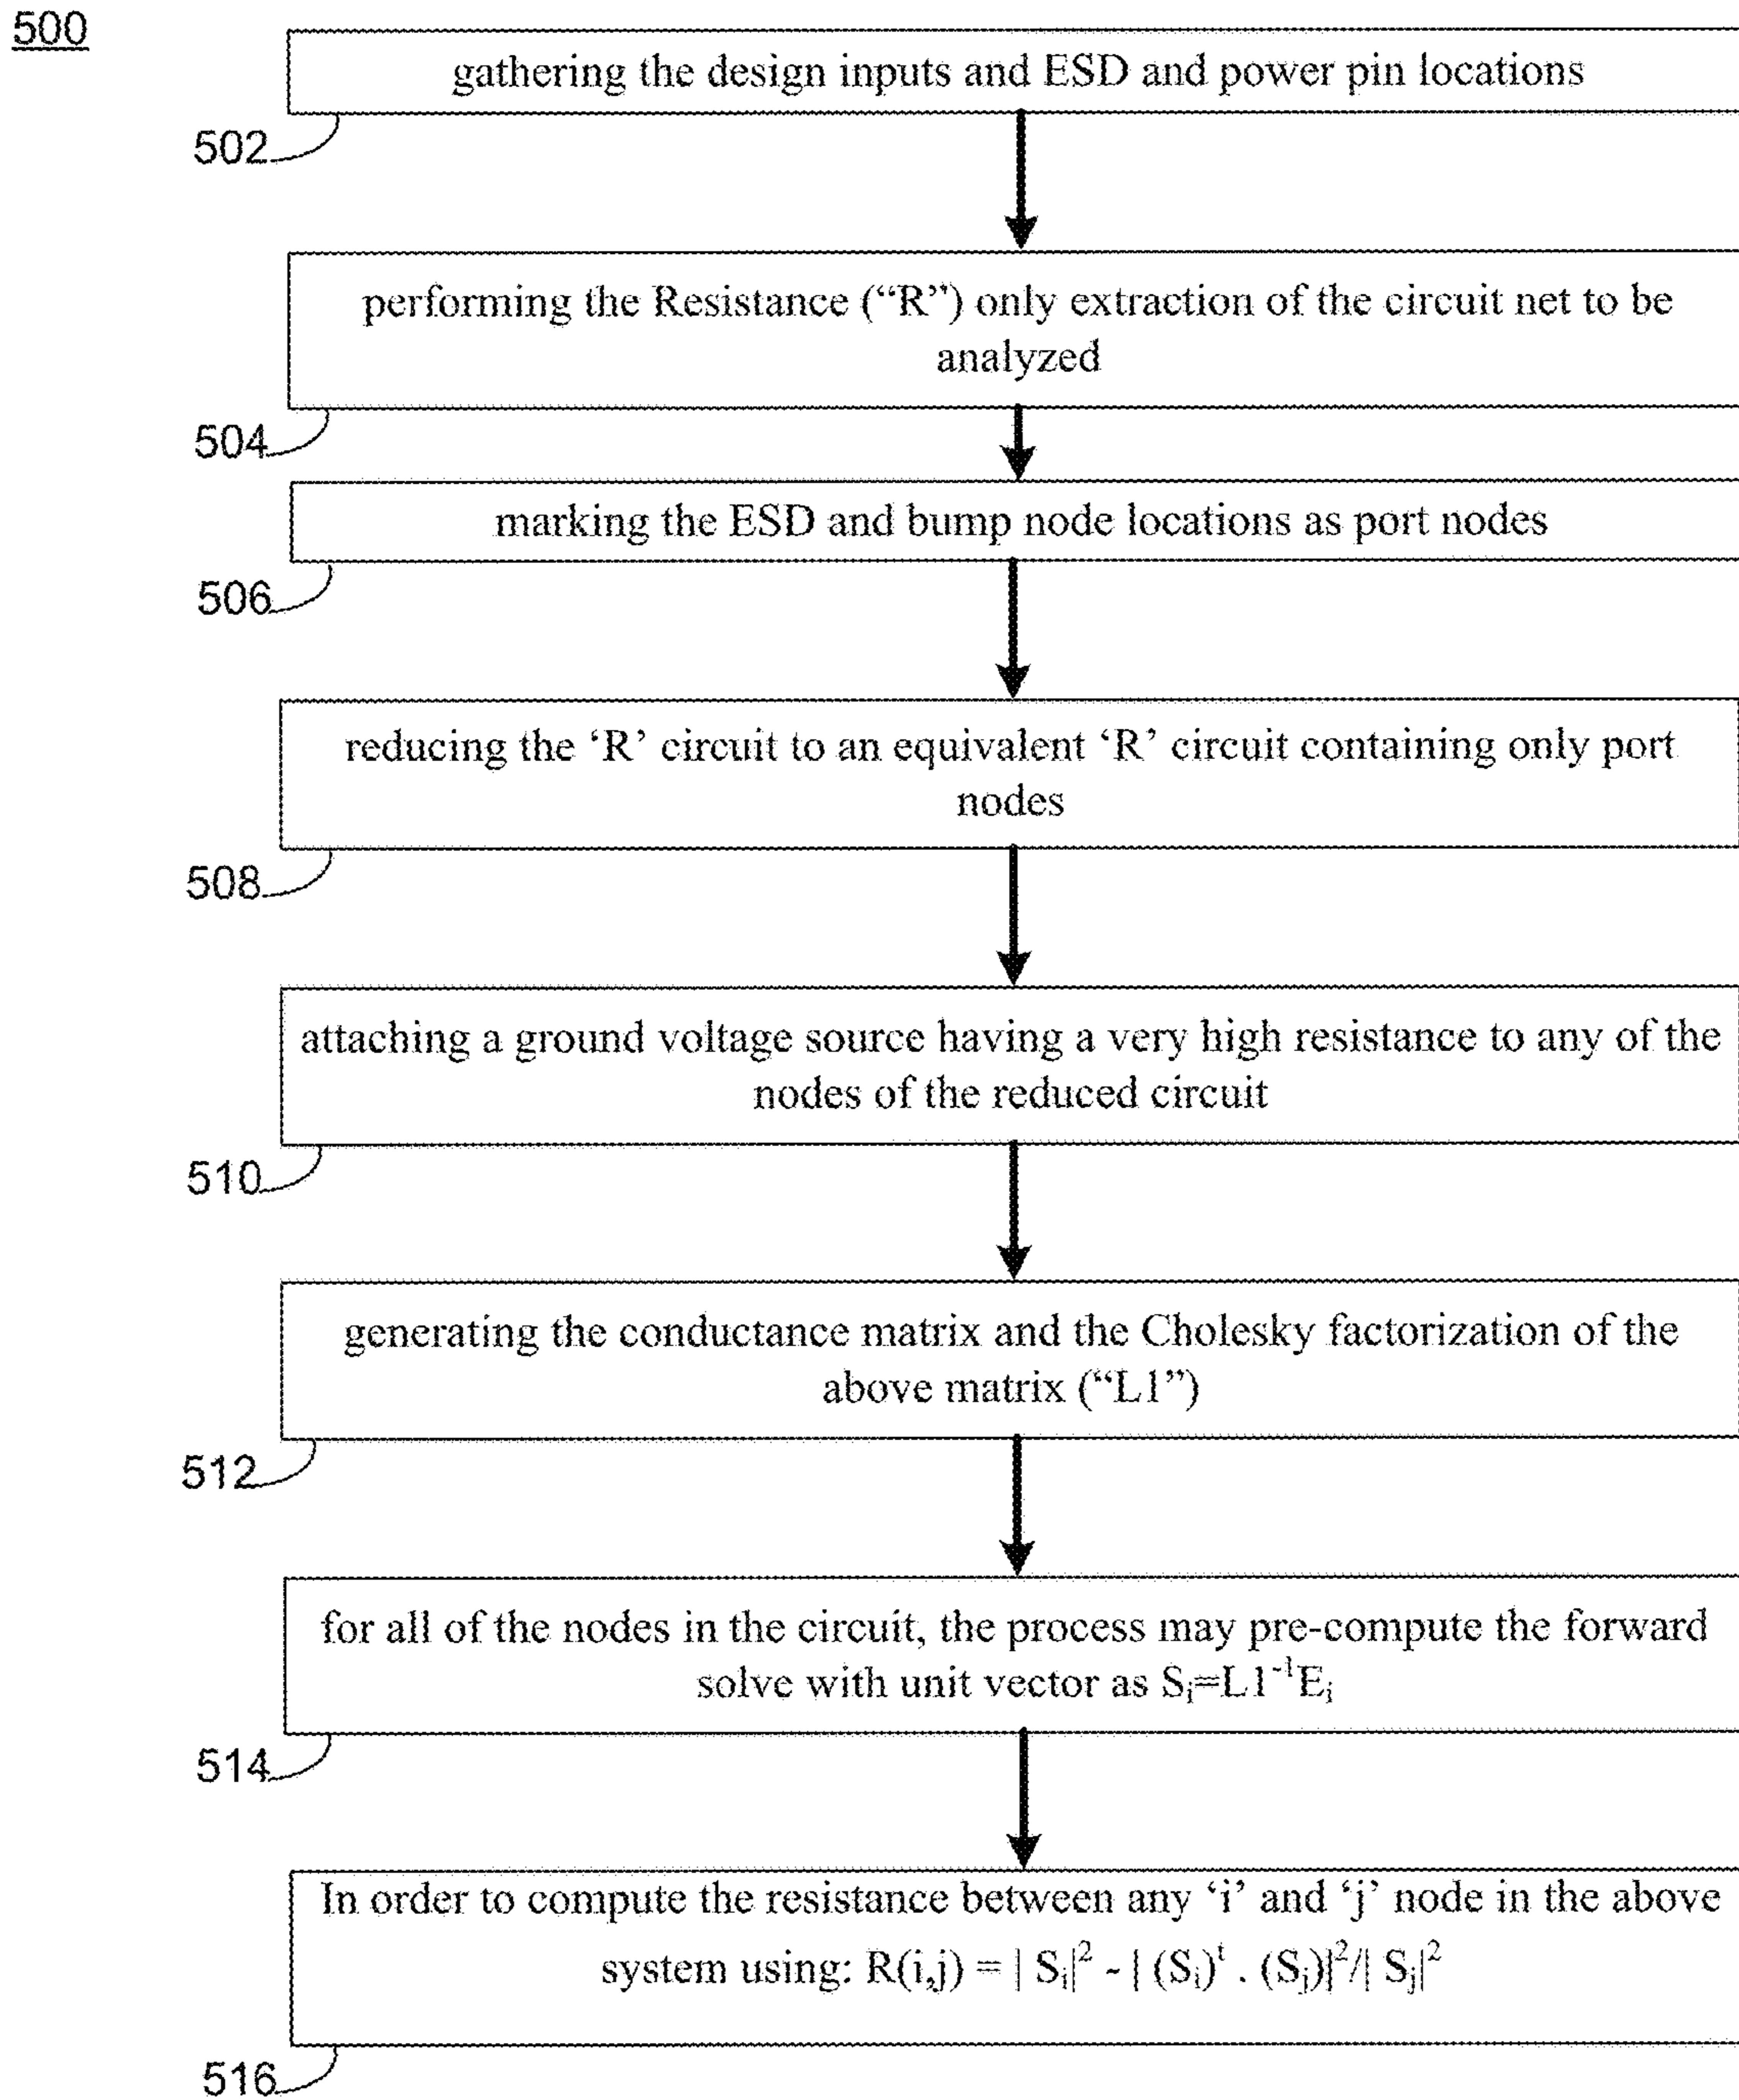 500
gathering the design inputs and ESD and power pin locations
502
performing the Resistance (“R”) only extraction of the circuit net to be
analyzed
504
marking the ESD and bump node locations as port nodes
506
reducing the ‘R’ circuit to an equivalent ‘R’ circuit containing only port
nodes
508
attaching a ground voltage source having a very high resistance to any of the
nodes of the reduced circuit
510
generating the conductance matrix and the Cholesky factorization of the
above matrix (“L1”)
512
for all of the nodes in the circuit, the process may pre-compute the forward
solve with unit vector as Sᵢ=L1⁻¹Eᵢ
514
In order to compute the resistance between any ‘i’ and ‘j’ node in the above
system using: R(i,j) = | Sᵢ|² - | (Sᵢ)ᵗ . (Sⱼ)|²/| Sⱼ|²
516